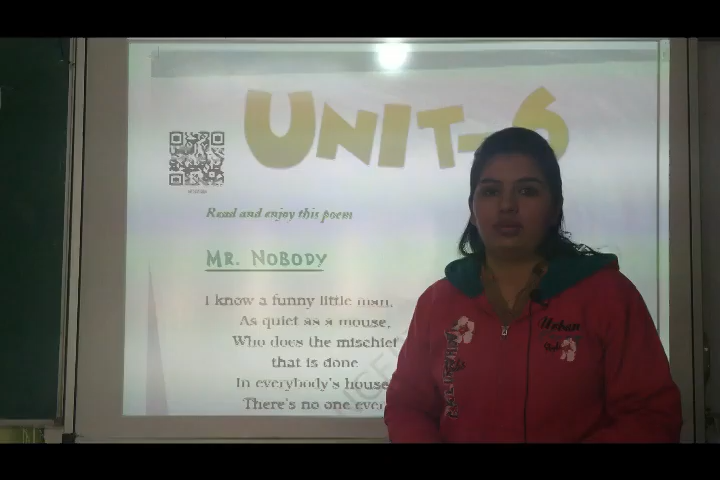 UNIT-6
Read and enjoy this poem
MR. NOBODY
I know a funny little man,
As quiet as a mouse,
Who does the mischief
that is done
In everybody's house
There's no one ever
Urban